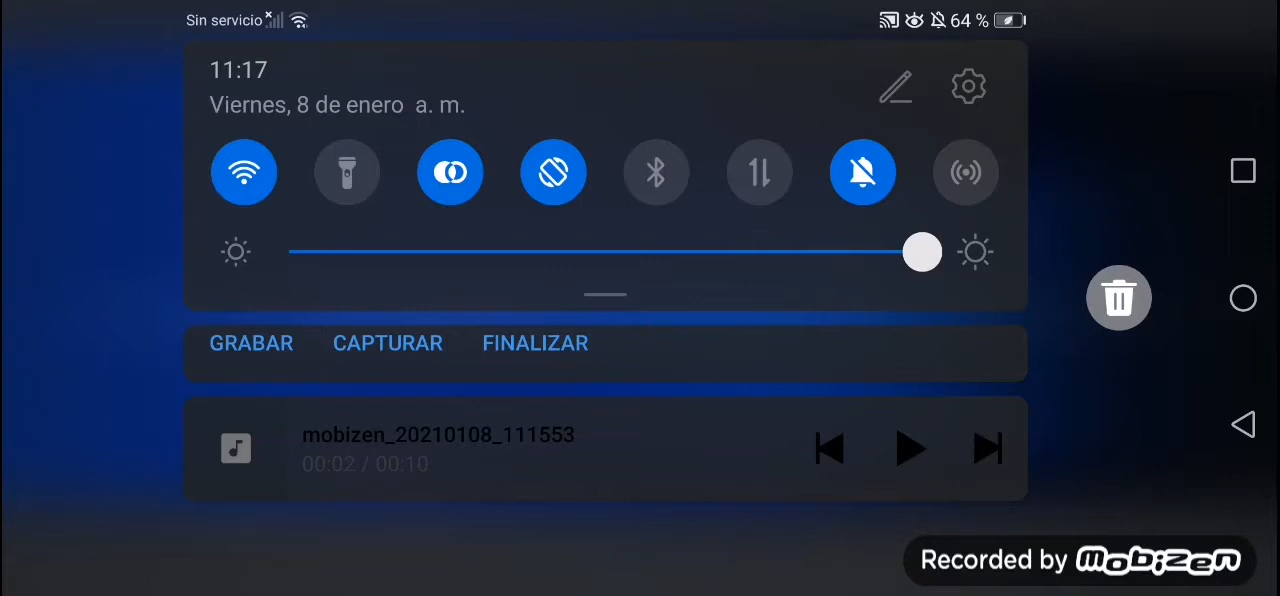 Sin servicio
64 %
11:17
Viernes, 8 de enero a. m.
GRABAR CAPTURAR FINALIZAR
mobizen_20210108_111553
00:02 / 00:10
Recorded by mobizen